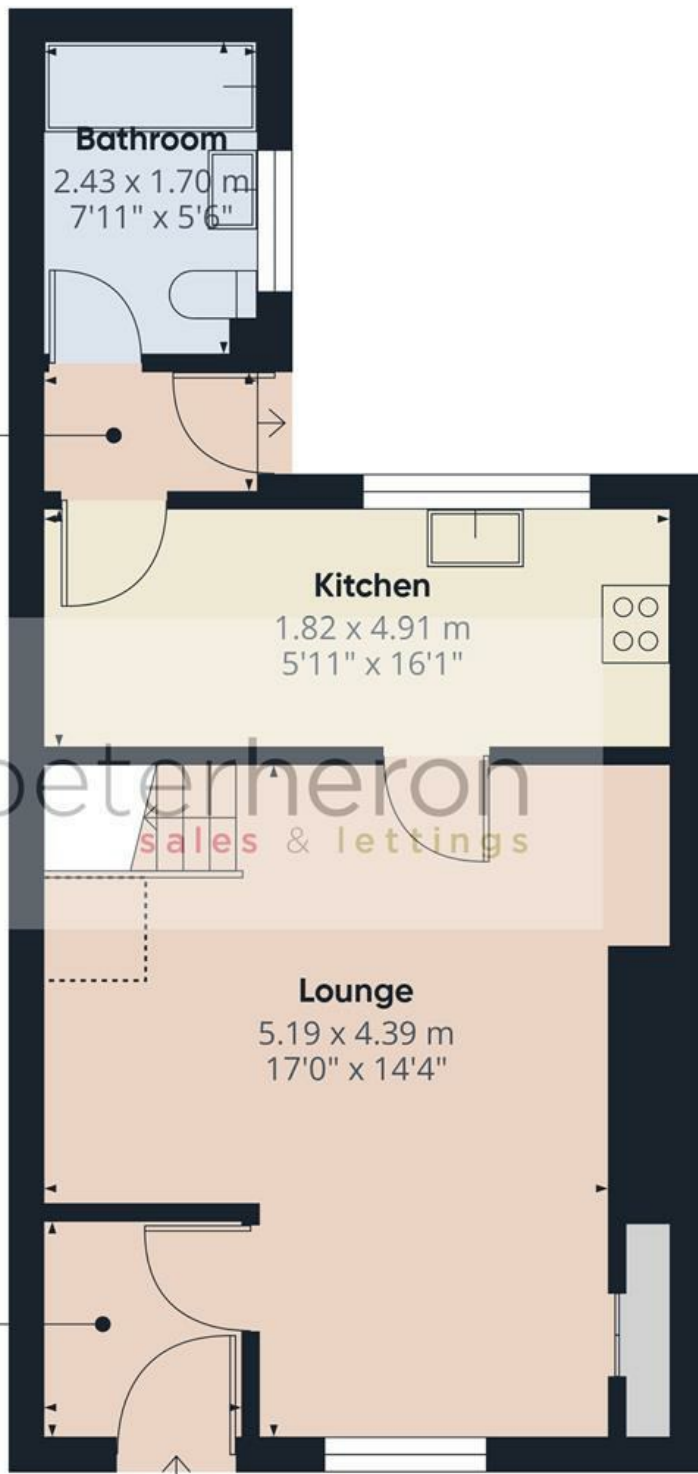 Bathroom
2.43 x 1.70 m
7'11" x 5'6"
Kitchen
1.82 x 4.91 m
5'11" x 16'1"
peterheron
sales & lettings
Lounge
5.19 x 4.39 m
17'0" x 14'4"